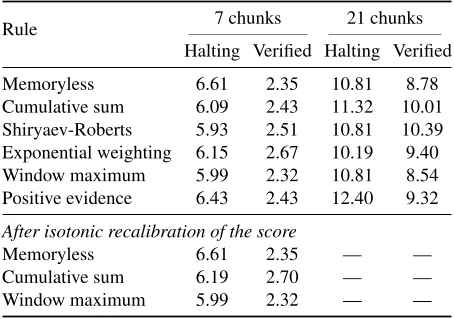 Rule 7 chunks 21 chunks
Halting Verified Halting Verified
Memoryless 6.61 2.35 10.81 8.78
Cumulative sum 6.09 2.43 11.32 10.01
Shiryaev-Roberts 5.93 2.51 10.81 10.39
Exponential weighting 6.15 2.67 10.19 9.40
Window maximum 5.99 2.32 10.81 8.54
Positive evidence 6.43 2.43 12.40 9.32
After isotonic recalibration of the score
Memoryless 6.61 2.35 — —
Cumulative sum 6.19 2.70 — —
Window maximum 5.99 2.32 — —